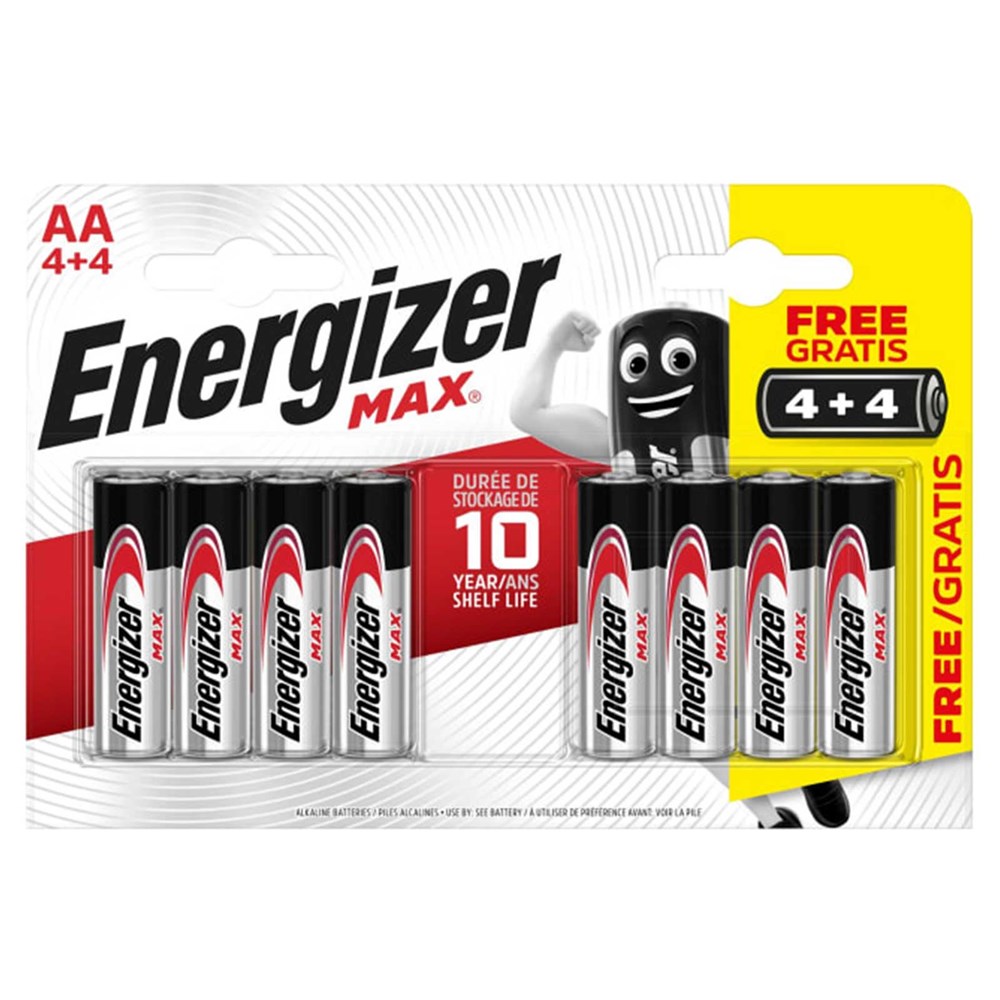 AA
4+4
Energizer
MAX®
FREE
GRATIS
4 + 4
DURÉE DE
STOCKAGE DE
10
YEAR/ANS
SHELF LIFE
zer.
Energizer
MAX
Energizer
MAX
Energizer
MAX
Energizer
MAX
Energizer
MAX
Energizer
MAX
Energizer
MAX
Energizer
MAX
FREE/GRATIS
ALKALINE BATTERIES / PILES ALCALINES • USE BY: SEE BATTERY / À UTILISER DE PRÉFÉRENCE AVANT: VOIR LA PILE